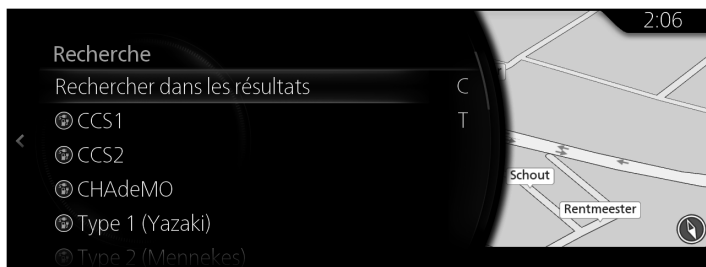 2:06
Recherche
Rechercher dans les résultats C
CCS1 T
CCS2
CHAdeMO
Type 1 (Yazaki)
Type 2 (Mennekes)
Schout
Rentmeester